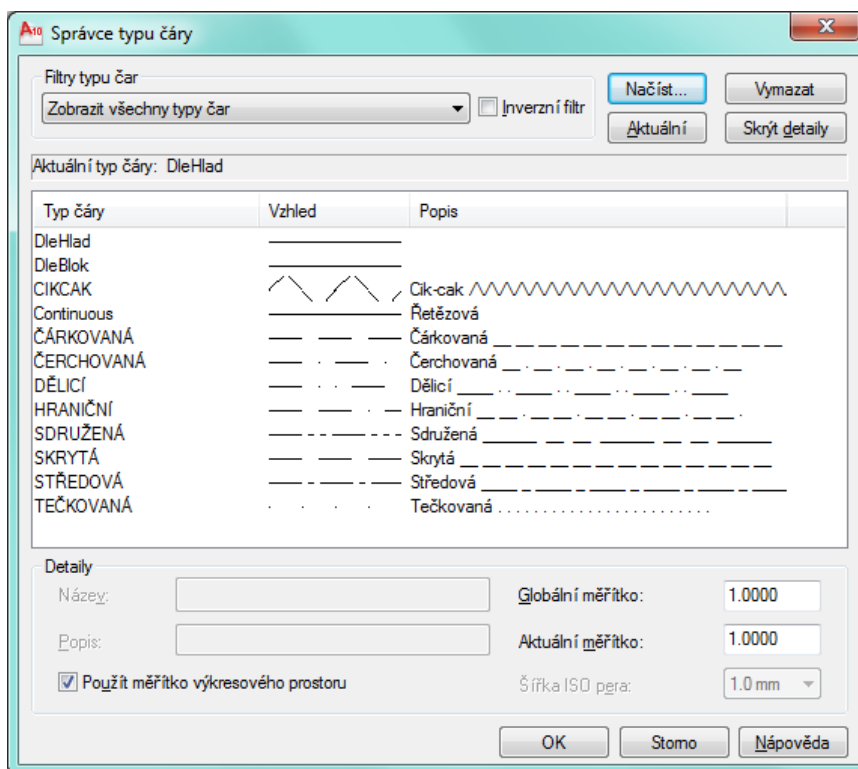 A10 Správce typu čáry
Filtry typu čar
Zobrazit všechny typy čar
Inverzní filtr
Načíst...
Vymazat
Aktuální
Skrýt detaily
Aktuální typ čáry: DleHlad
Typ čáry Vzhled Popis
DleHlad
DleBlok
CIKCAK Cik-cak
Continuous Řetězová
ČÁRKOVANÁ Čárkovaná
ČERCHOVANÁ Čerchovaná
DĚLICÍ Dělicí
HRANIČNÍ Hraniční
SDRUŽENÁ Sdružená
SKRYTÁ Skrytá
STŘEDOVÁ Středová
TEČKOVANÁ Tečkovaná
Detaily
Název:
Globální měřítko: 1.0000
Popis:
Aktuální měřítko: 1.0000
Použít měřítko výkresového prostoru
Šířka ISO pera: 1.0 mm
OK Storno Nápověda